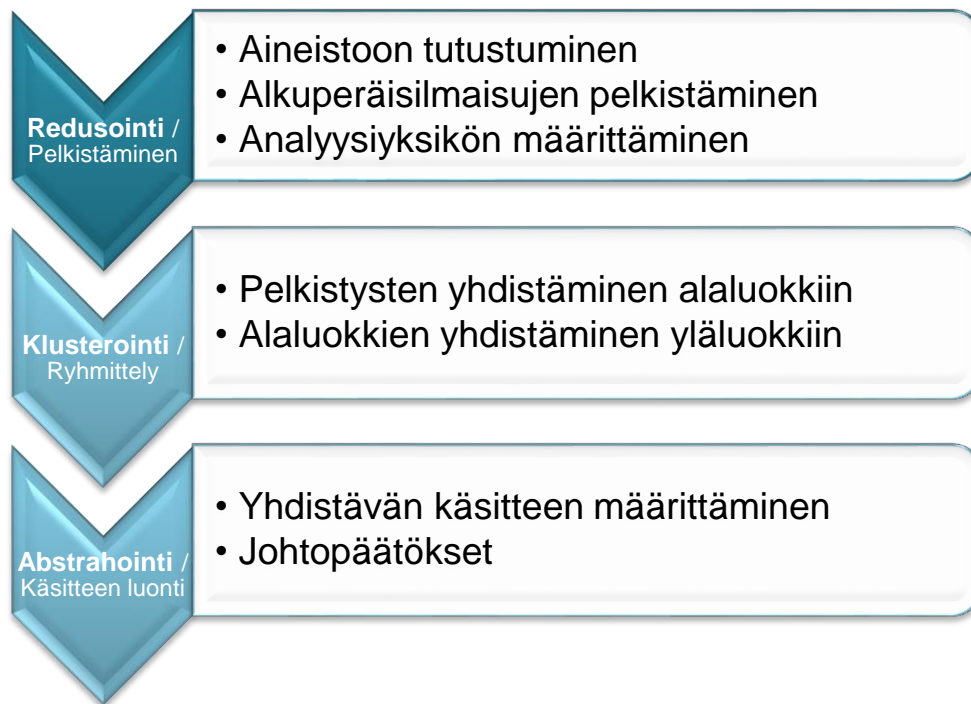 Redusointi /
Pelkistäminen
• Aineistoon tutustuminen
• Alkuperäisilmaisujen pelkistäminen
• Analyysiyksikön määrittäminen
Klusterointi /
Ryhmittely
• Pelkistysten yhdistäminen alaluokkiin
• Alaluokkien yhdistäminen yläluokkiin
Abstrahointi /
Käsitteen luonti
• Yhdistävän käsitteen määrittäminen
• Johtopäätökset